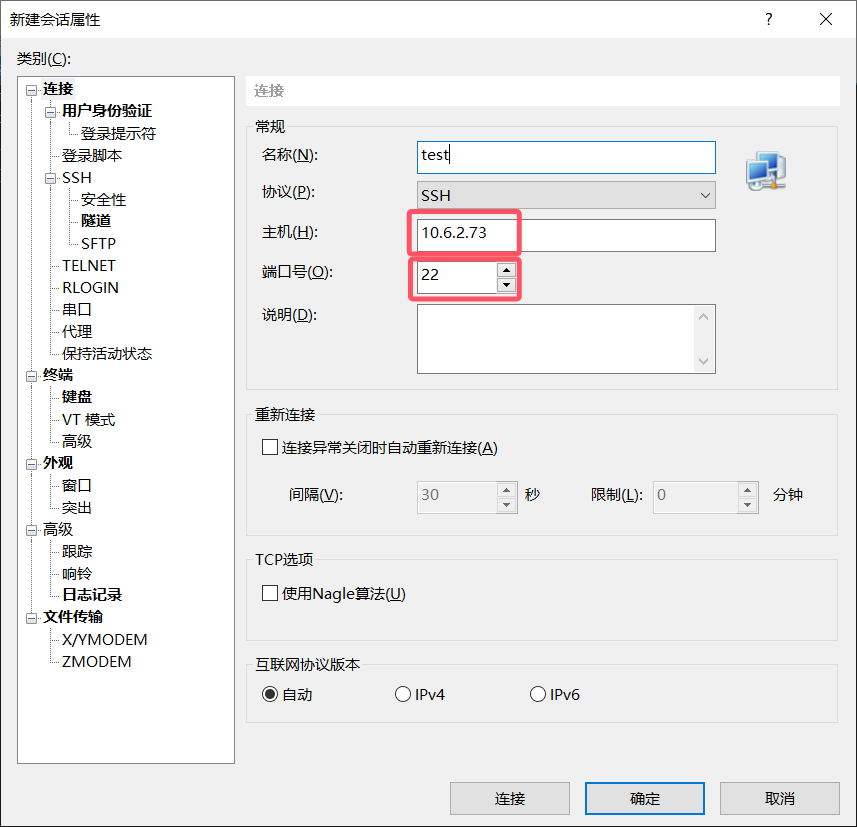 新建会话属性
?
类别(C):
连接
用户身份验证
登录提示符
登录脚本
SSH
安全性
隧道
SFTP
TELNET
RLOGIN
串口
代理
保持活动状态
终端
键盘
VT 模式
高级
外观
窗口
突出
高级
跟踪
响铃
日志记录
文件传输
X/YMODEM
ZMODEM
连接
常规
名称(N): test
协议(P): SSH
主机(H): 10.6.2.73
端口号(O): 22
说明(D):
重新连接
连接异常关闭时自动重新连接(A)
间隔(V): 30 秒 限制(L): 0 分钟
TCP选项
使用Nagle算法(U)
互联网协议版本
自动 IPv4 IPv6
连接 确定 取消